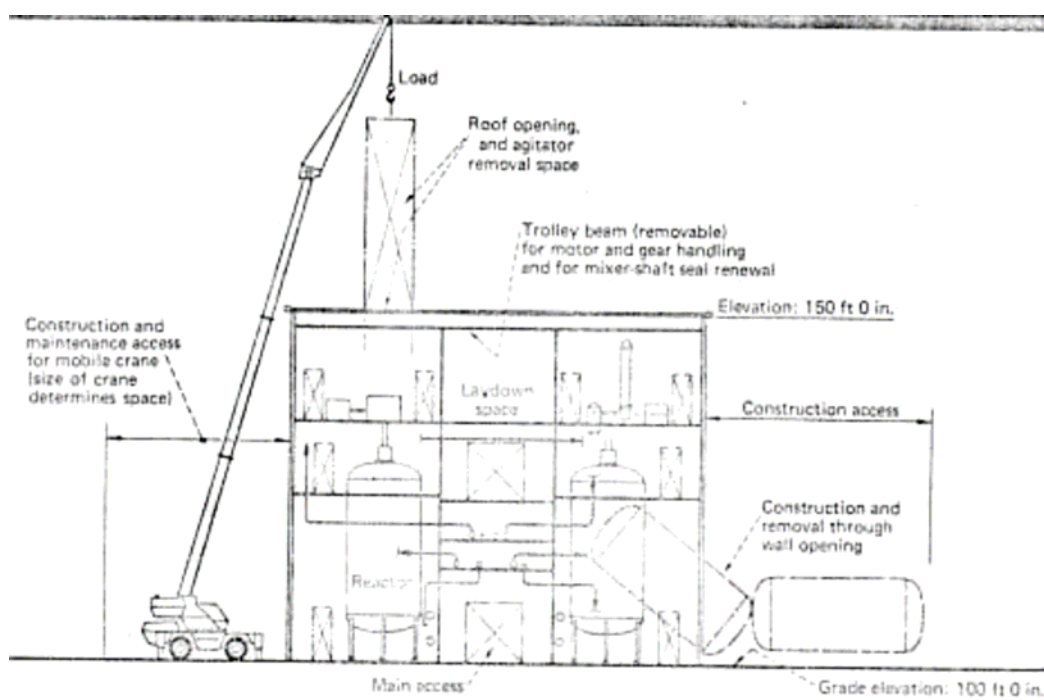 Load
Roof opening,
and agitator
removal space
Trolley beam (removable)
for motor and gear handling
and for mixer-shaft seal renewal
Elevation: 150 ft 0 in.
Construction and
maintenance access
for mobile crane
(size of crane
determines space)
Laydown
space
Construction access
Construction and
removal through
wall opening
Reactor
Main access
Grade elevation: 100 ft 0 in.